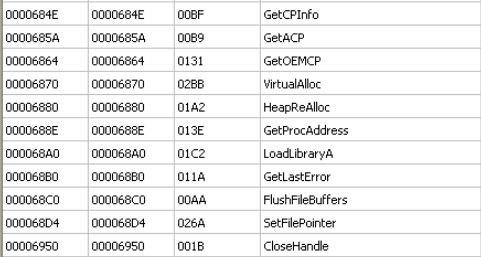 0000684E 0000684E 00BF GetCPInfo
0000685A 0000685A 00B9 GetACP
00006864 00006864 0131 GetOEMCP
00006870 00006870 02BB VirtualAlloc
00006880 00006880 01A2 HeapReAlloc
0000688E 0000688E 013E GetProcAddress
000068A0 000068A0 01C2 LoadLibraryA
000068B0 000068B0 011A GetLastError
000068C0 000068C0 00AA FlushFileBuffers
000068D4 000068D4 026A SetFilePointer
00006950 00006950 001B CloseHandle